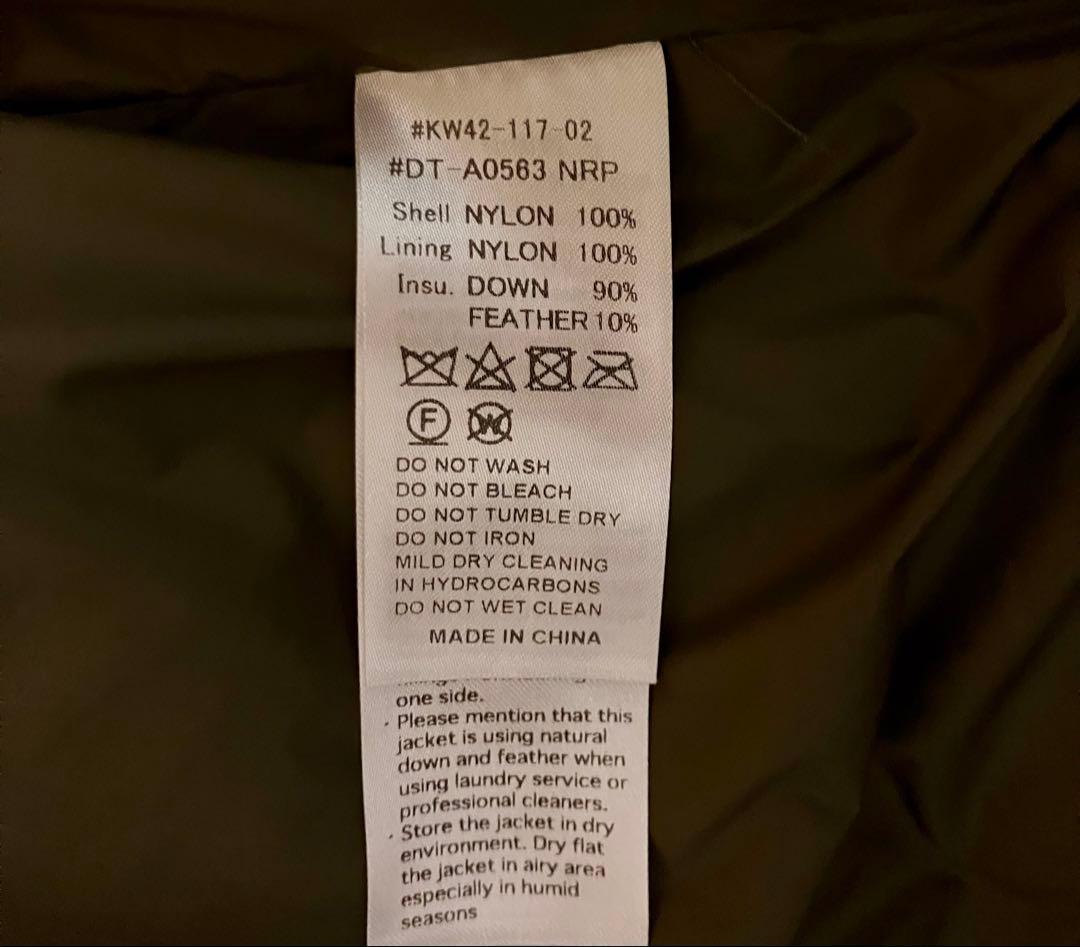 #KW42-117-02
#DT-A0563 NRP
Shell NYLON 100%
Lining NYLON 100%
Insu. DOWN 90%
FEATHER 10%
F W
DO NOT WASH
DO NOT BLEACH
DO NOT TUMBLE DRY
DO NOT IRON
MILD DRY CLEANING
IN HYDROCARBONS
DO NOT WET CLEAN
MADE IN CHINA
one side.
. Please mention that this
jacket is using natural
down and feather when
using laundry service or
professional cleaners.
. Store the jacket in dry
environment. Dry flat
the jacket in airy area
especially in humid
seasons